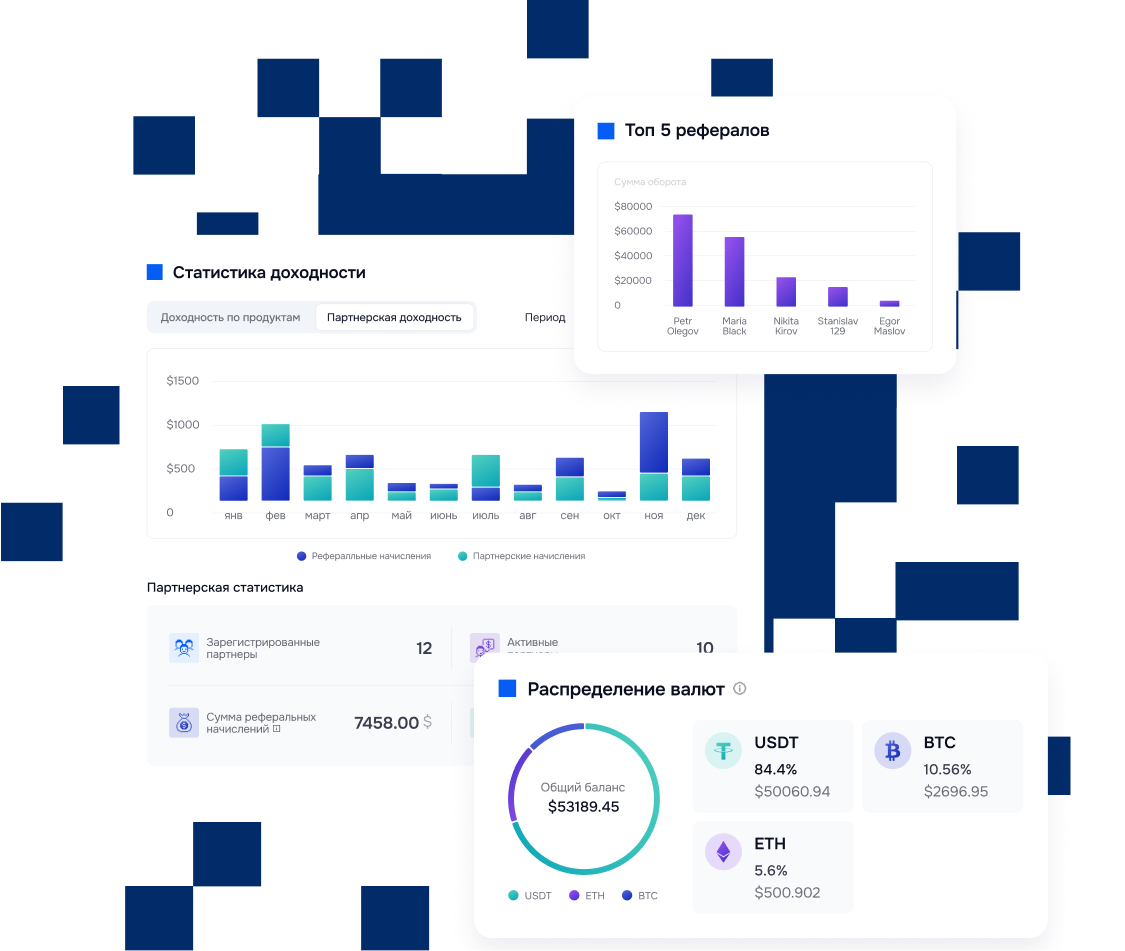 Топ 5 рефералов
Сумма оборота
$80000
$60000
$40000
$20000
0
Petr Olegov
Maria Black
Nikita Kirov
Stanislav 129
Egor Maslov
Статистика доходности
Доходность по продуктам
Партнерская доходность
Период
$1500
$1000
$500
0
янв фев март апр май июнь июль авг сен окт ноя дек
Рефералльные начисления
Партнерские начисления
Партнерская статистика
Зарегистрированные
партнеры
12
Активные
10
Сумма реферальных
начислений
7458.00 $
Распределение валют
Общий баланс
$53189.45
USDT ETH BTC
USDT
84.4%
$50060.94
BTC
10.56%
$2696.95
ETH
5.6%
$500.902